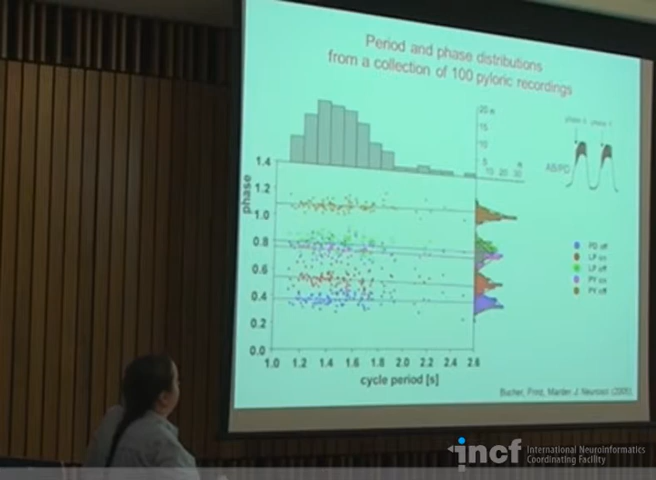 Period and phase distributions
from a collection of 100 pyloric recordings
20
15
10
5
10 20 30
AB/PD
1.4
1.2
1.0
0.8
0.6
0.4
0.2
0.0
phase
1.0 1.2 1.4 1.6 1.8 2.0 2.2 2.4 2.6
cycle period [s]
PD off
LP on
LP off
PY on
PY off
Bucher, Prinz, Marder J. Neurosci (2005)
incf International Neuroinformatics
Coordinating Facility